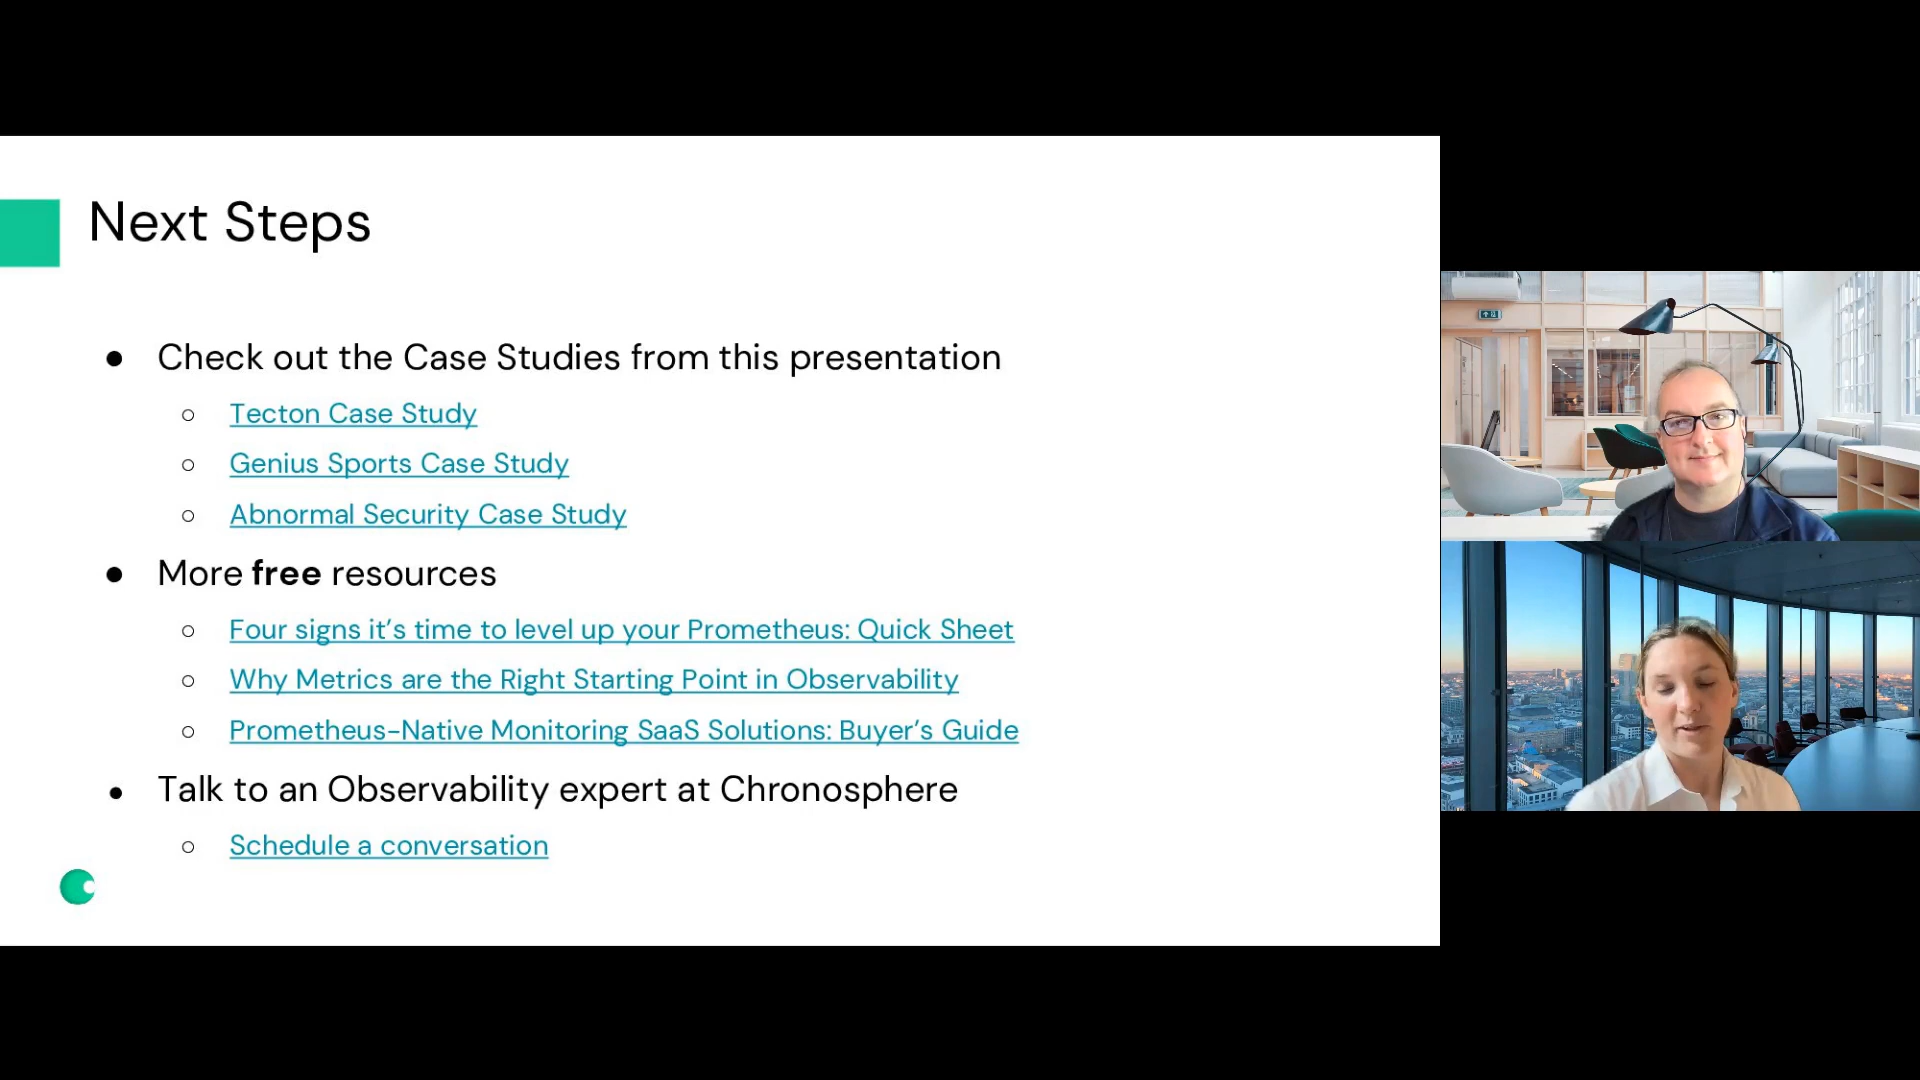 Next Steps
Check out the Case Studies from this presentation
Tecton Case Study
Genius Sports Case Study
Abnormal Security Case Study
More free resources
Four signs it’s time to level up your Prometheus: Quick Sheet
Why Metrics are the Right Starting Point in Observability
Prometheus-Native Monitoring SaaS Solutions: Buyer’s Guide
Talk to an Observability expert at Chronosphere
Schedule a conversation